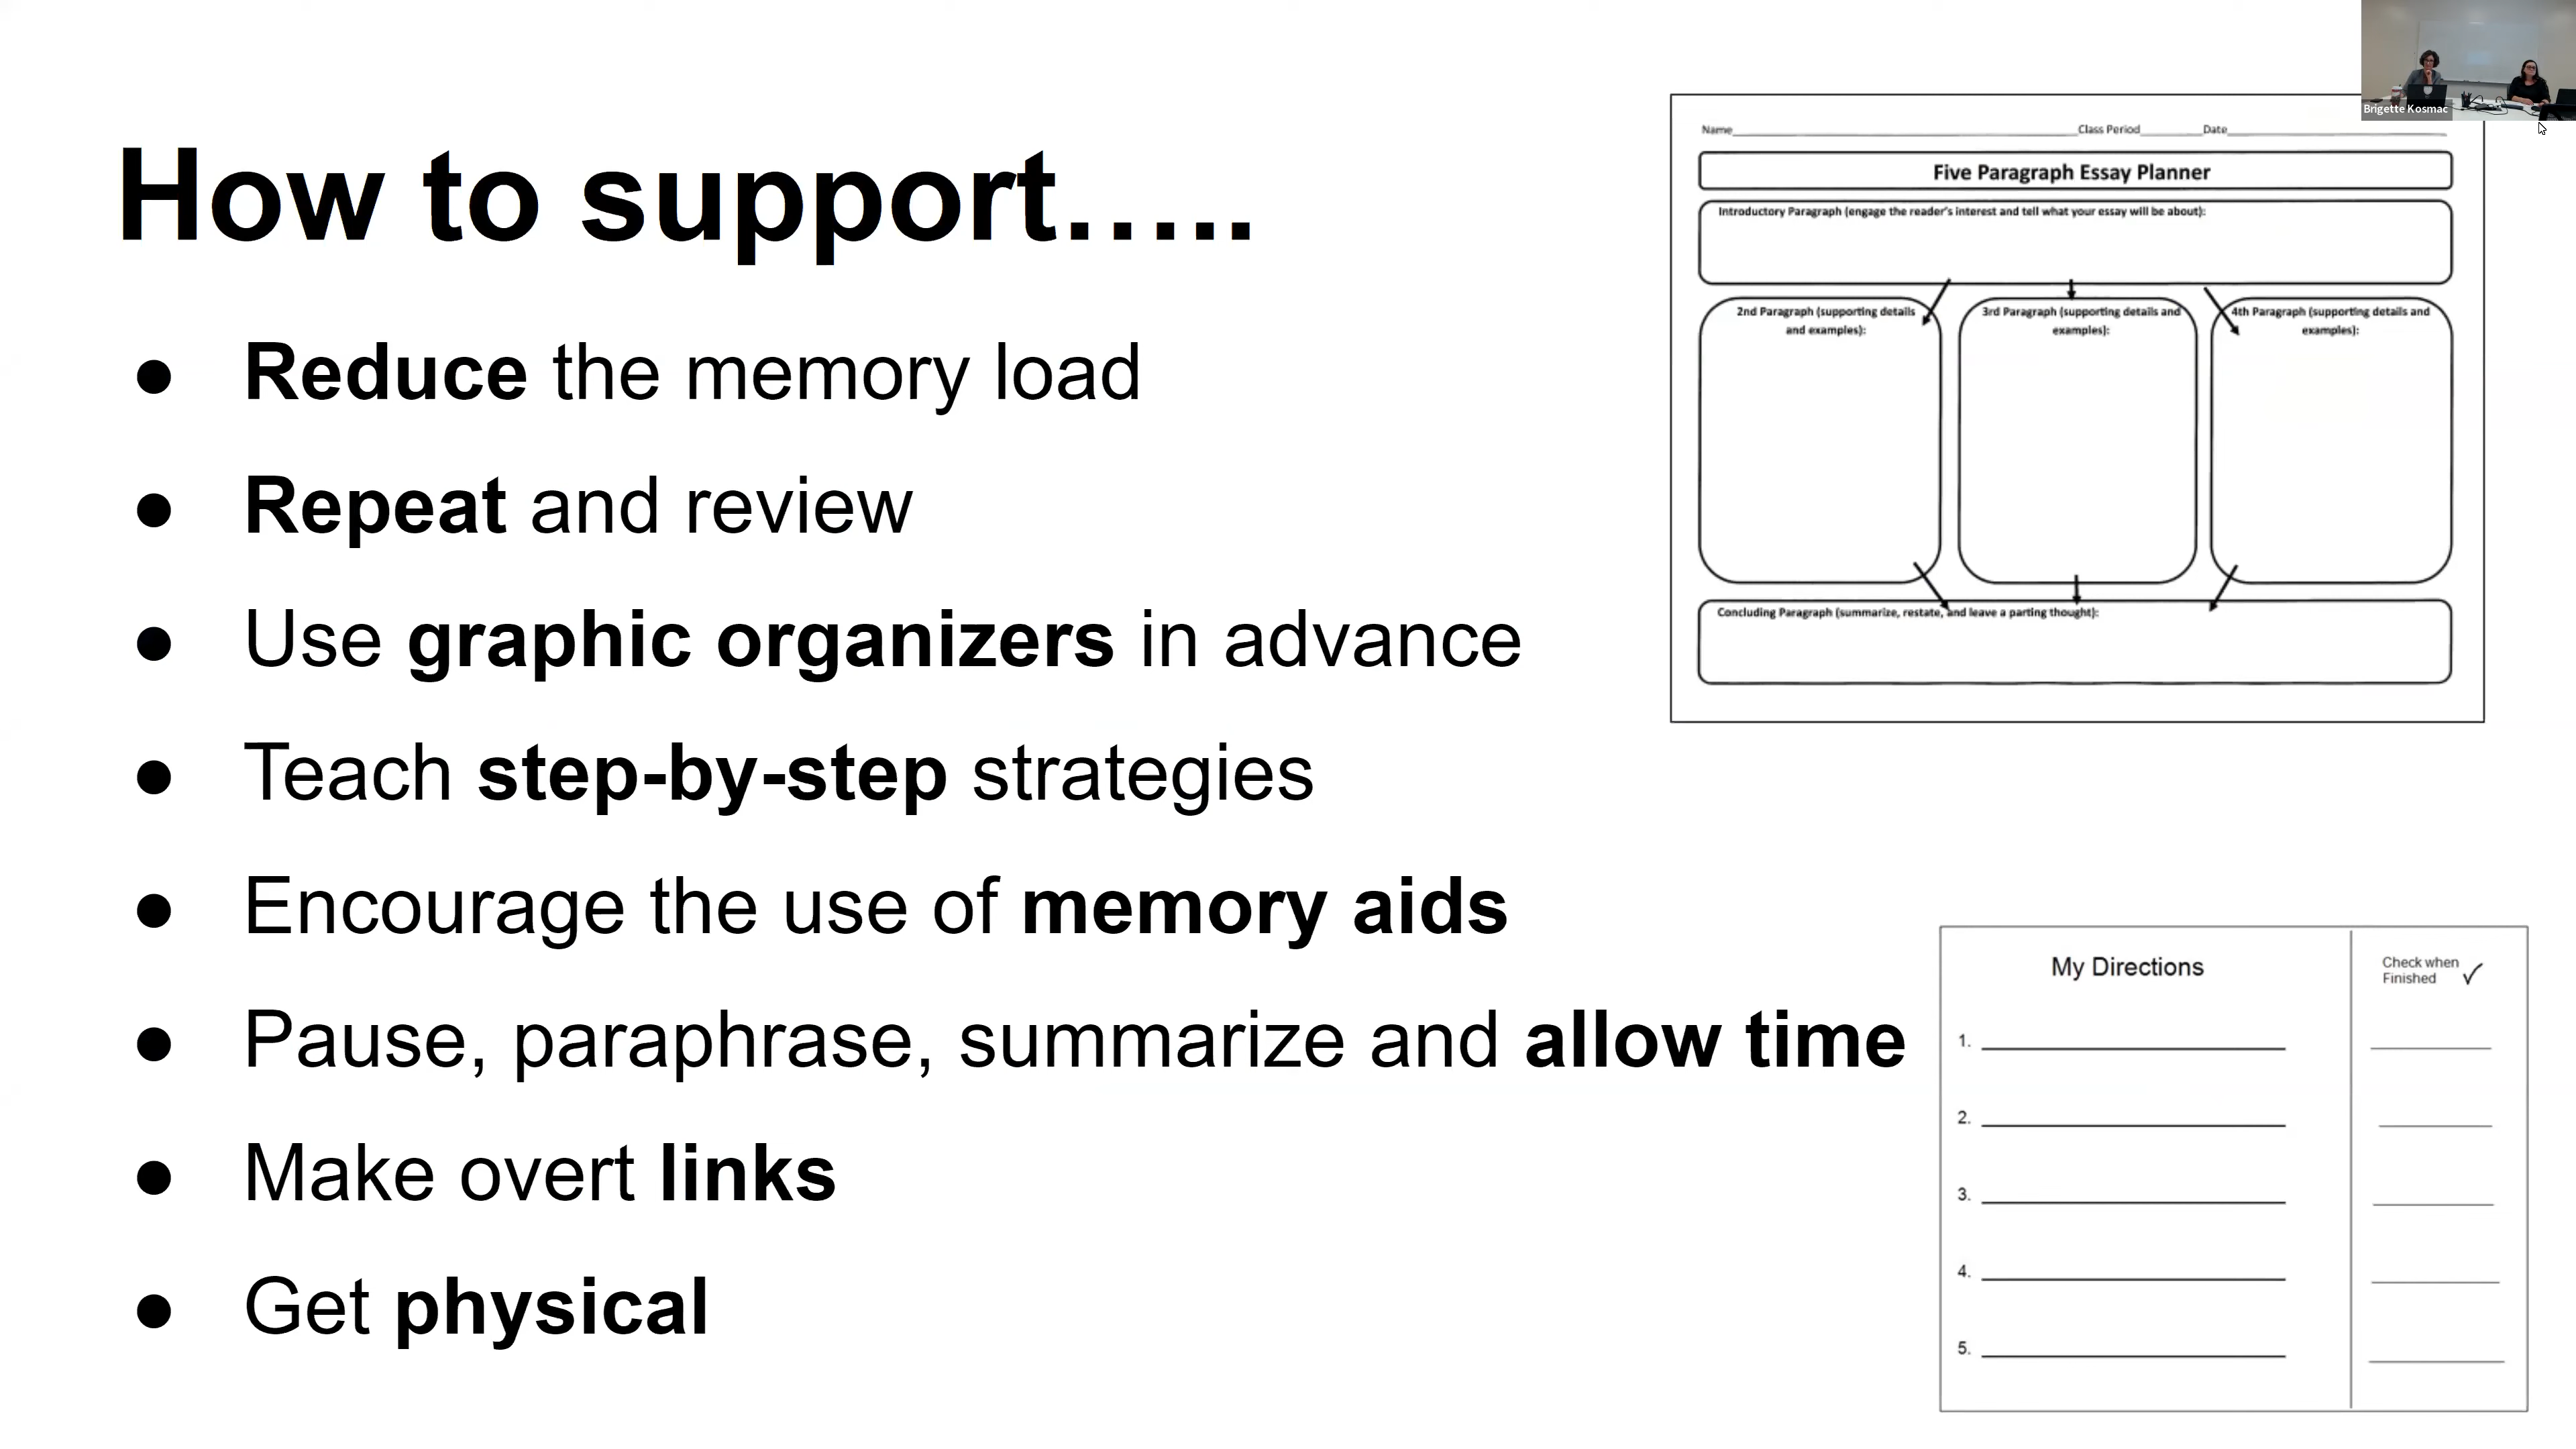 How to support…..
● Reduce the memory load
● Repeat and review
● Use graphic organizers in advance
● Teach step-by-step strategies
● Encourage the use of memory aids
● Pause, paraphrase, summarize and allow time
● Make overt links
● Get physical
Brigette Kosmac
Name Class Period Date
Five Paragraph Essay Planner
Introductory Paragraph (engage the reader's interest and tell what your essay will be about):
2nd Paragraph (supporting details
and examples):
3rd Paragraph (supporting details and
examples):
4th Paragraph (supporting details and
examples):
Concluding Paragraph (summarize, restate, and leave a parting thought):
My Directions
Check when
Finished ✓
1.
2.
3.
4.
5.